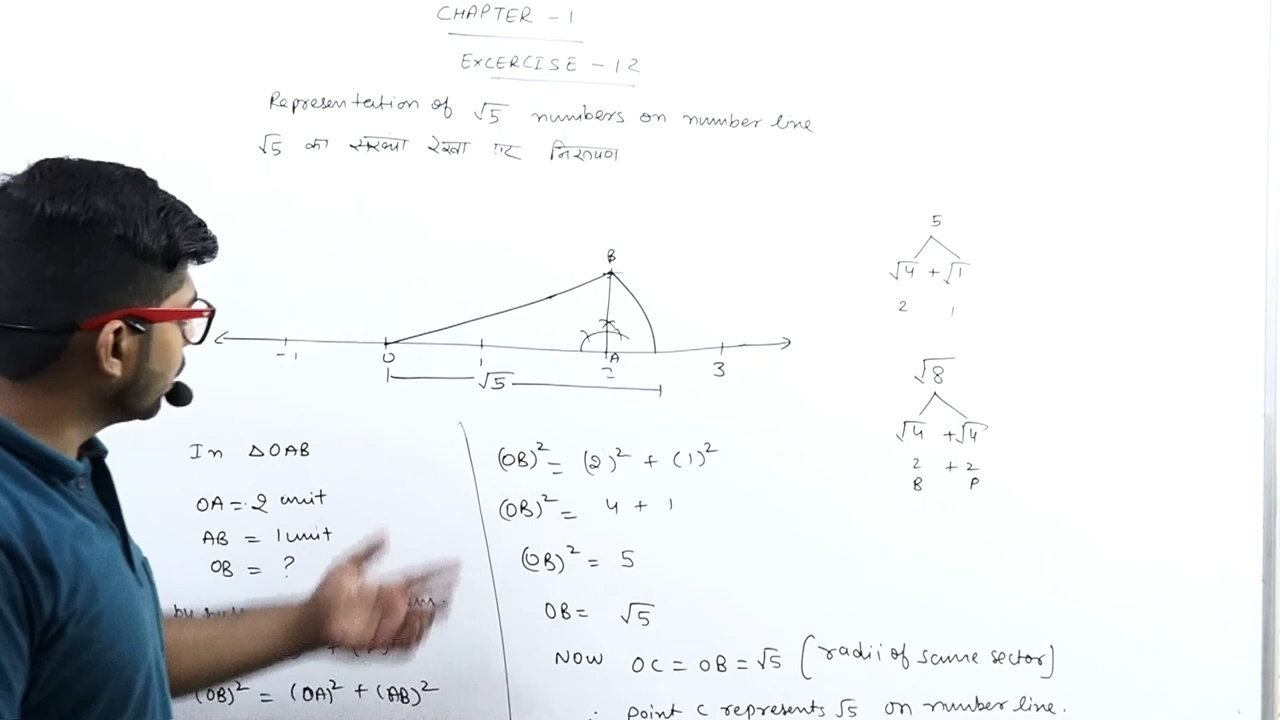 CHAPTER - 1
EXCERCISE - 1.2
Representation of √5 numbers on number line
√5 का संख्या रेखा पर निरूपण
5
√4 + √1
2 1
B
-1 0 1 A 2 3
√5
√8
√4 + √4
2 + 2
B P
In △OAB
OA = 2 unit
AB = 1 unit
OB = ?
by
(OB)² = (OA)² + (AB)²
(OB)² = (2)² + (1)²
(OB)² = 4 + 1
(OB)² = 5
OB = √5
NOW OC = OB = √5 (radii of same sector)
∴ point C represents √5 on number line.